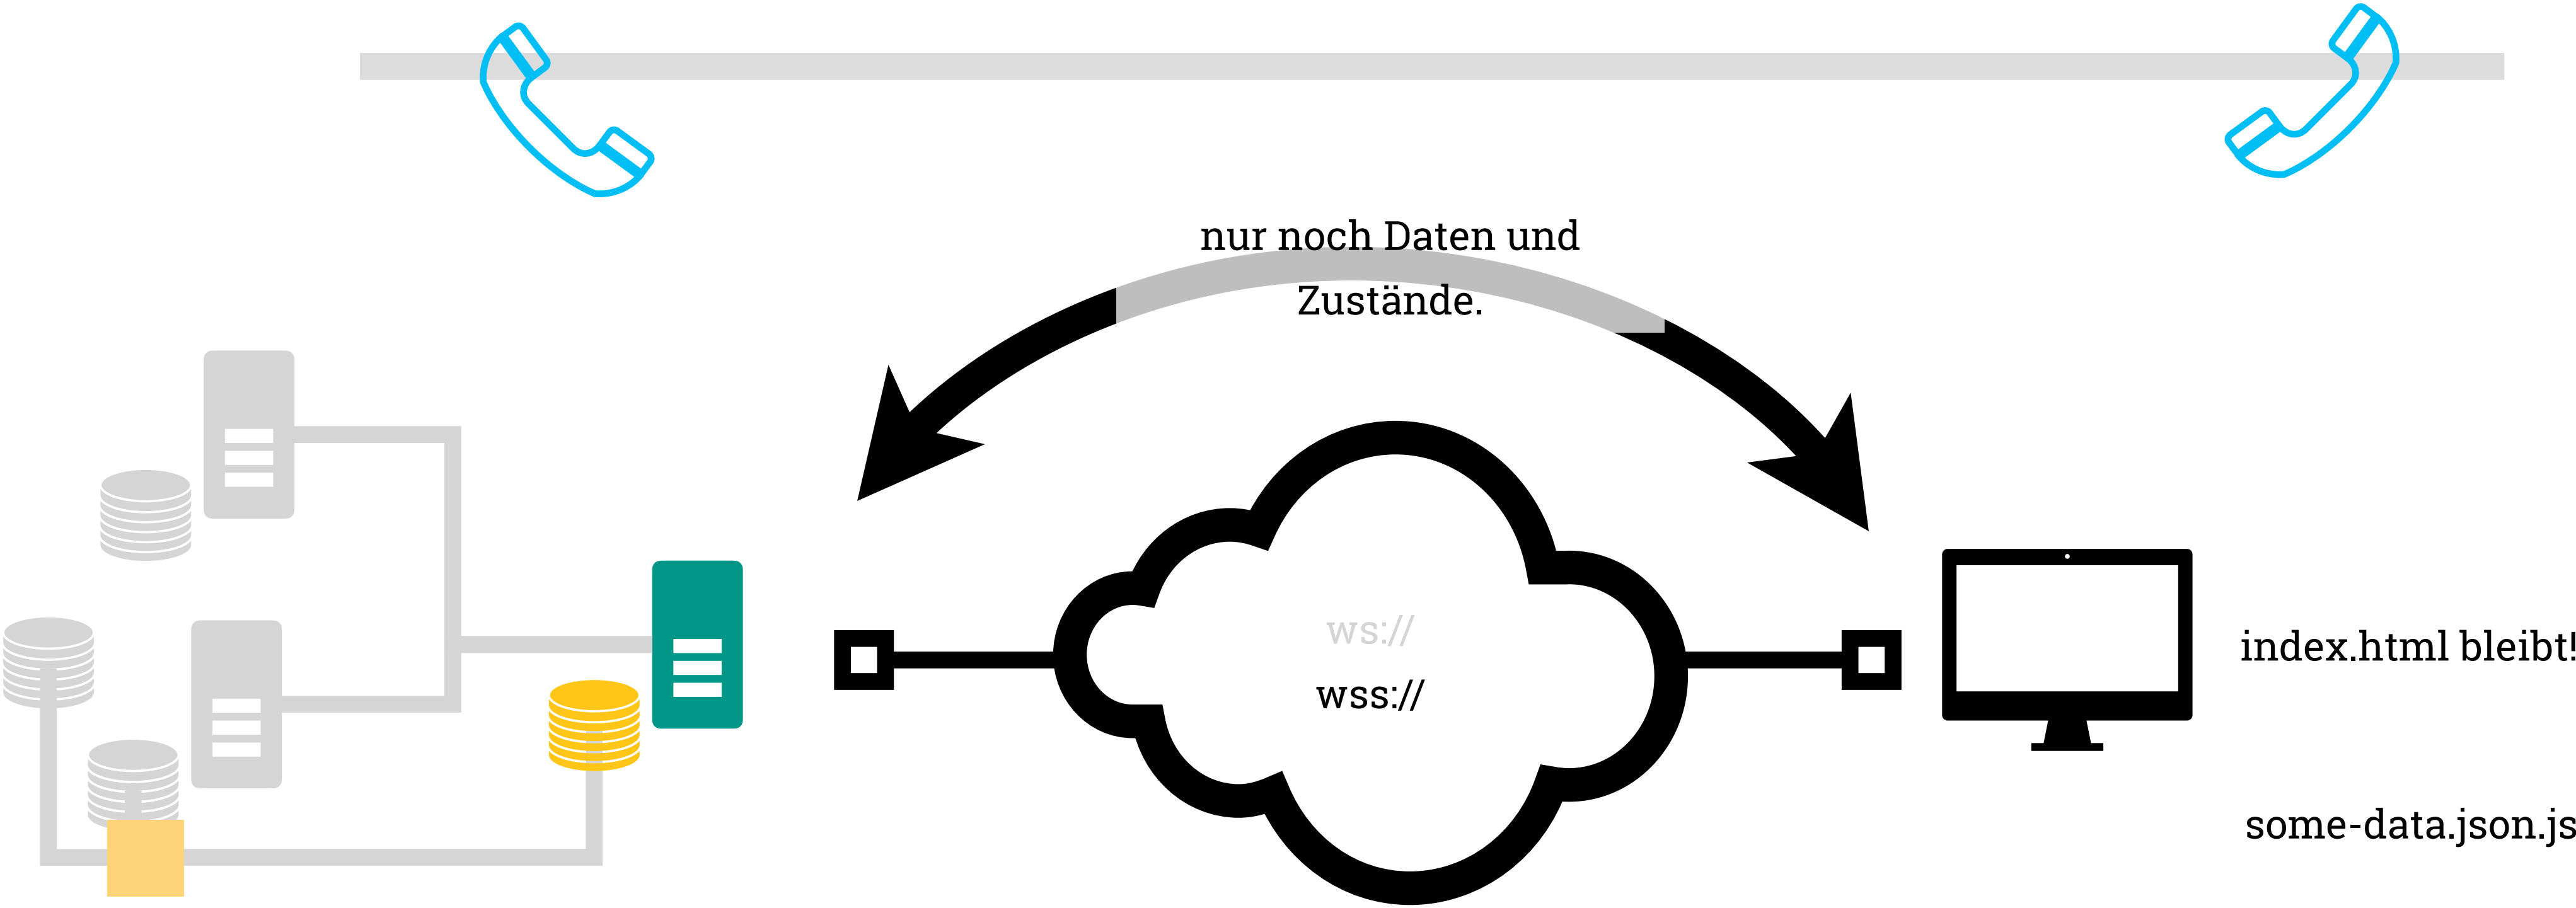 nur noch Daten und
Zustände.
ws://
wss://
index.html bleibt!
some-data.json.js